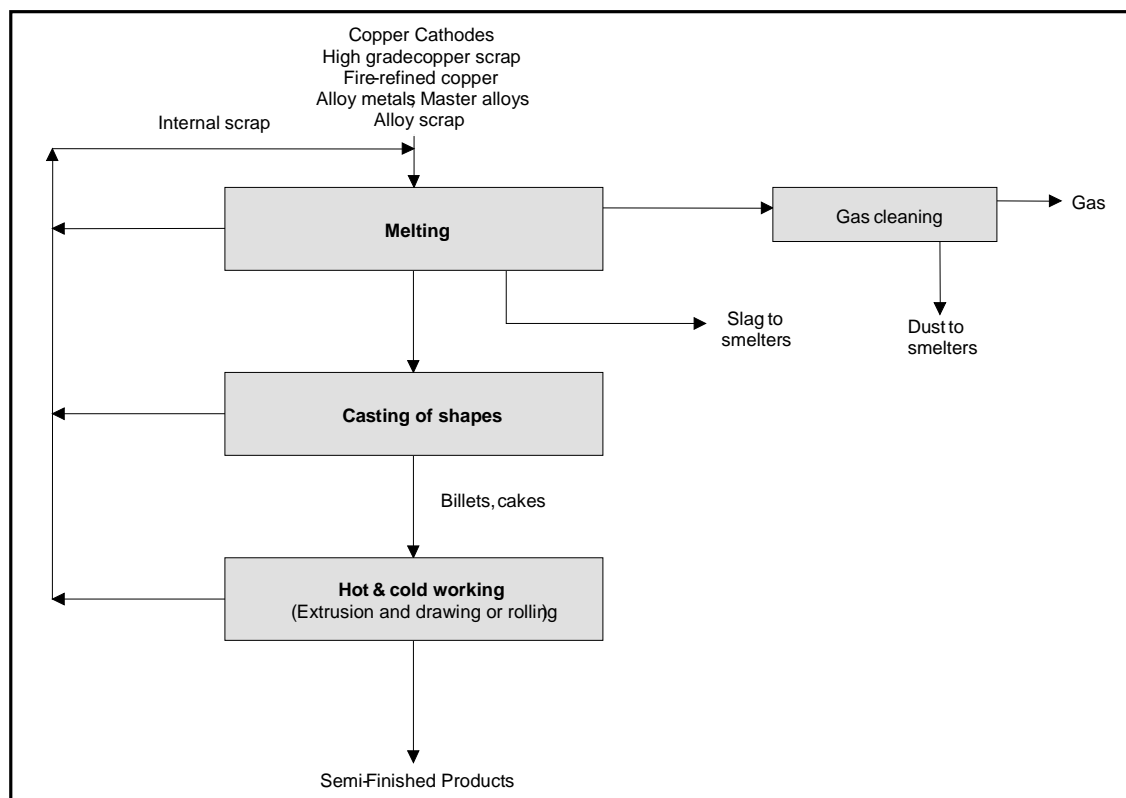 Copper Cathodes
High gradecopper scrap
Fire-refined copper
Alloy metals, Master alloys
Alloy scrap
Internal scrap
Melting
Gas cleaning
Gas
Slag to
smelters
Dust to
smelters
Casting of shapes
Billets, cakes
Hot & cold working
(Extrusion and drawing or rolling)
Semi-Finished Products